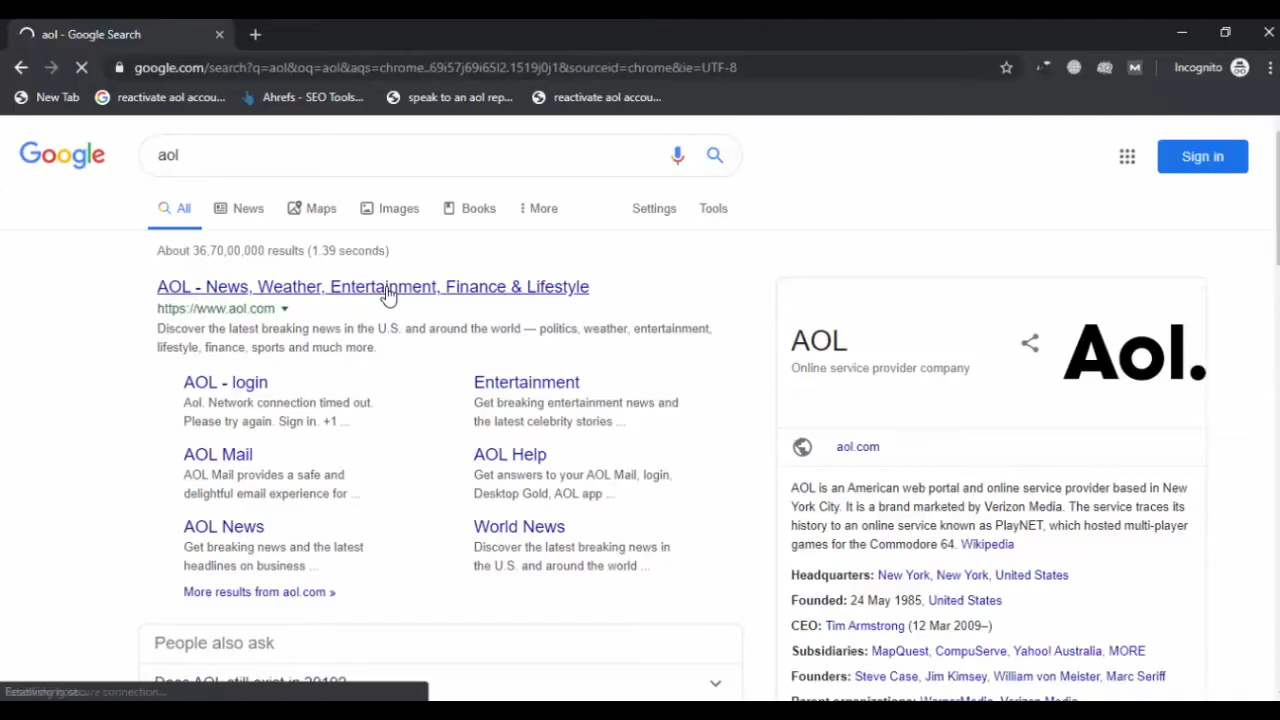 aol - Google Search
google.com/search?q=aol&oq=aol&aqs=chrome..69i57j69i65l2.1519j0j1&sourceid=chrome&ie=UTF-8
Incognito
New Tab
reactivate aol accou...
Ahrefs - SEO Tools...
speak to an aol rep...
reactivate aol accou...
Google
aol
Sign in
All
News
Maps
Images
Books
More
Settings
Tools
About 36,70,00,000 results (1.39 seconds)
AOL - News, Weather, Entertainment, Finance & Lifestyle
https://www.aol.com
Discover the latest breaking news in the U.S. and around the world — politics, weather, entertainment,
lifestyle, finance, sports and much more.
AOL - login
Aol. Network connection timed out.
Please try again. Sign in. +1 ...
Entertainment
Get breaking entertainment news and
the latest celebrity stories ...
AOL Mail
AOL Mail provides a safe and
delightful email experience for ...
AOL Help
Get answers to your AOL Mail, login,
Desktop Gold, AOL app ...
AOL News
Get breaking news and the latest
headlines on business ...
World News
Discover the latest breaking news in
the U.S. and around the world ...
More results from aol.com »
People also ask
Does AOL still exist in 2019?
AOL
Online service provider company
Aol.
aol.com
AOL is an American web portal and online service provider based in New
York City. It is a brand marketed by Verizon Media. The service traces its
history to an online service known as PlayNET, which hosted multi-player
games for the Commodore 64. Wikipedia
Headquarters: New York, New York, United States
Founded: 24 May 1985, United States
CEO: Tim Armstrong (12 Mar 2009–)
Subsidiaries: MapQuest, CompuServe, Yahoo! Australia, MORE
Founders: Steve Case, Jim Kimsey, William von Meister, Marc Seriff
Parent organizations: WarnerMedia, Verizon Media
secure connection...